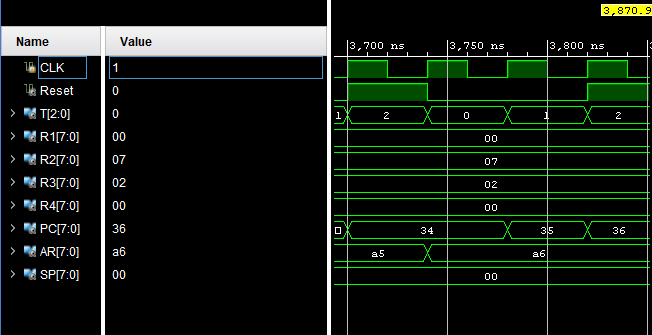 3,870.9
Name Value
3,700 ns 3,750 ns 3,800 ns
CLK 1
Reset 0
T[2:0] 0 1 2 0 1 2
R1[7:0] 00 00
R2[7:0] 07 07
R3[7:0] 02 02
R4[7:0] 00 00
PC[7:0] 36 34 35 36
AR[7:0] a6 a5 a6
SP[7:0] 00 00